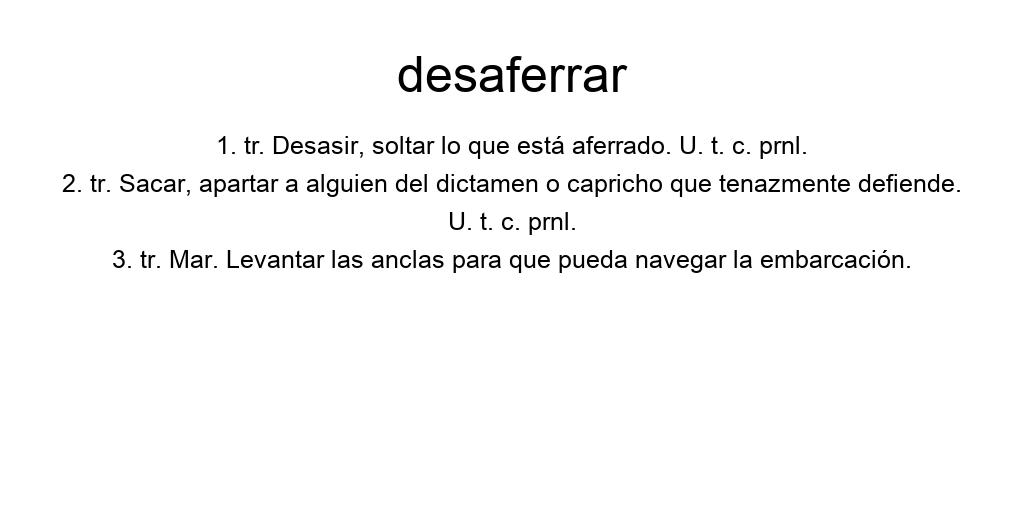 desaferrar
1. tr. Desasir, soltar lo que está aferrado. U. t. c. prnl.
2. tr. Sacar, apartar a alguien del dictamen o capricho que tenazmente defiende.
U. t. c. prnl.
3. tr. Mar. Levantar las anclas para que pueda navegar la embarcación.